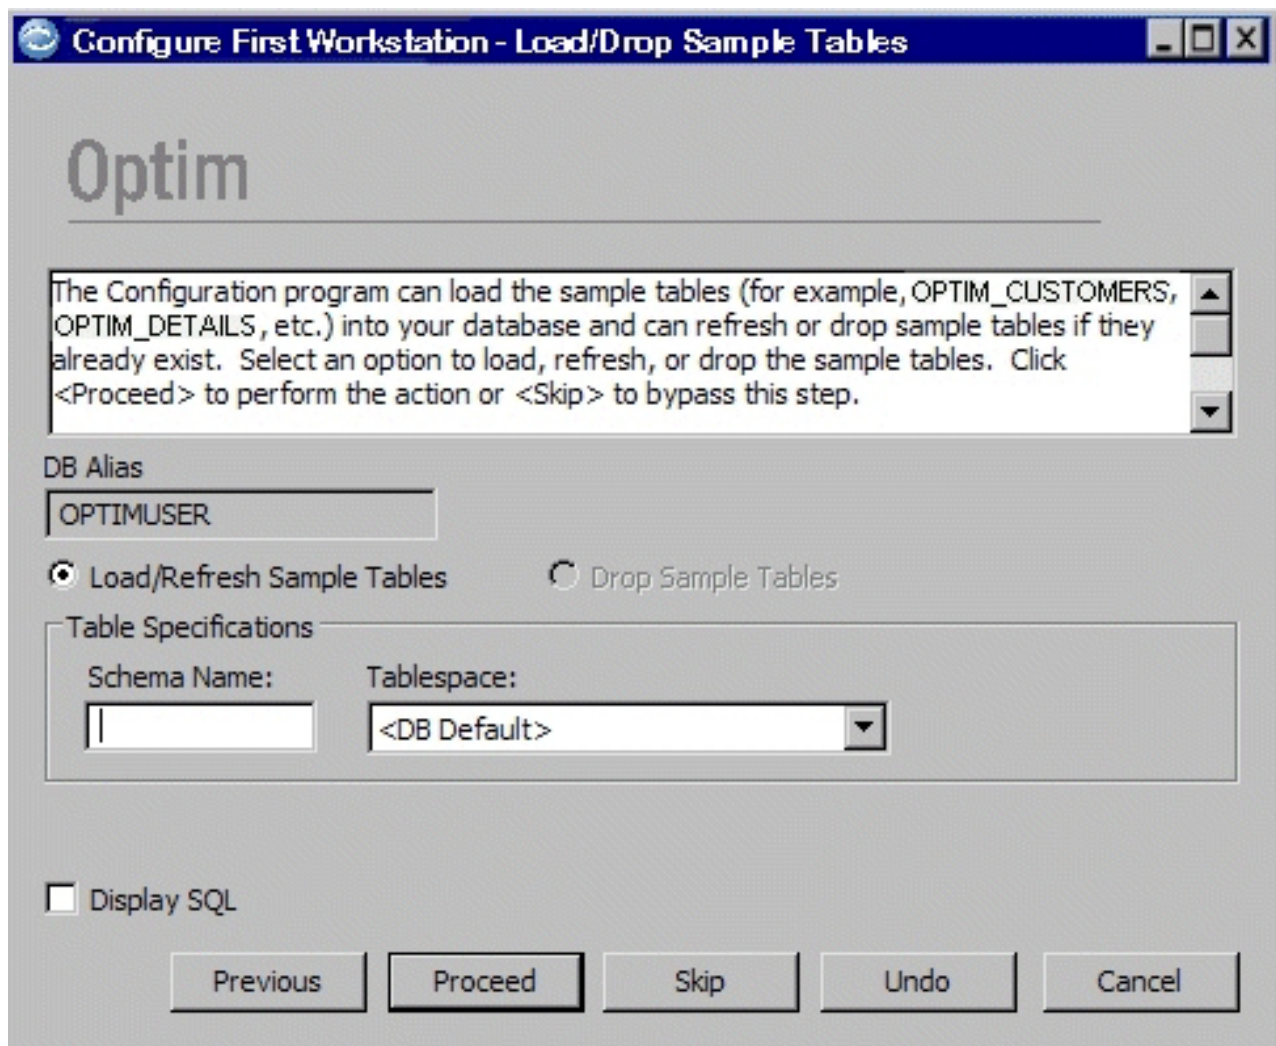 Configure First Workstation - Load/Drop Sample Tables
Optim
The Configuration program can load the sample tables (for example, OPTIM_CUSTOMERS,
OPTIM_DETAILS, etc.) into your database and can refresh or drop sample tables if they
already exist.  Select an option to load, refresh, or drop the sample tables.  Click
<Proceed> to perform the action or <Skip> to bypass this step.
DB Alias
OPTIMUSER
Load/Refresh Sample Tables
Drop Sample Tables
Table Specifications
Schema Name:
Tablespace:
<DB Default>
Display SQL
Previous
Proceed
Skip
Undo
Cancel